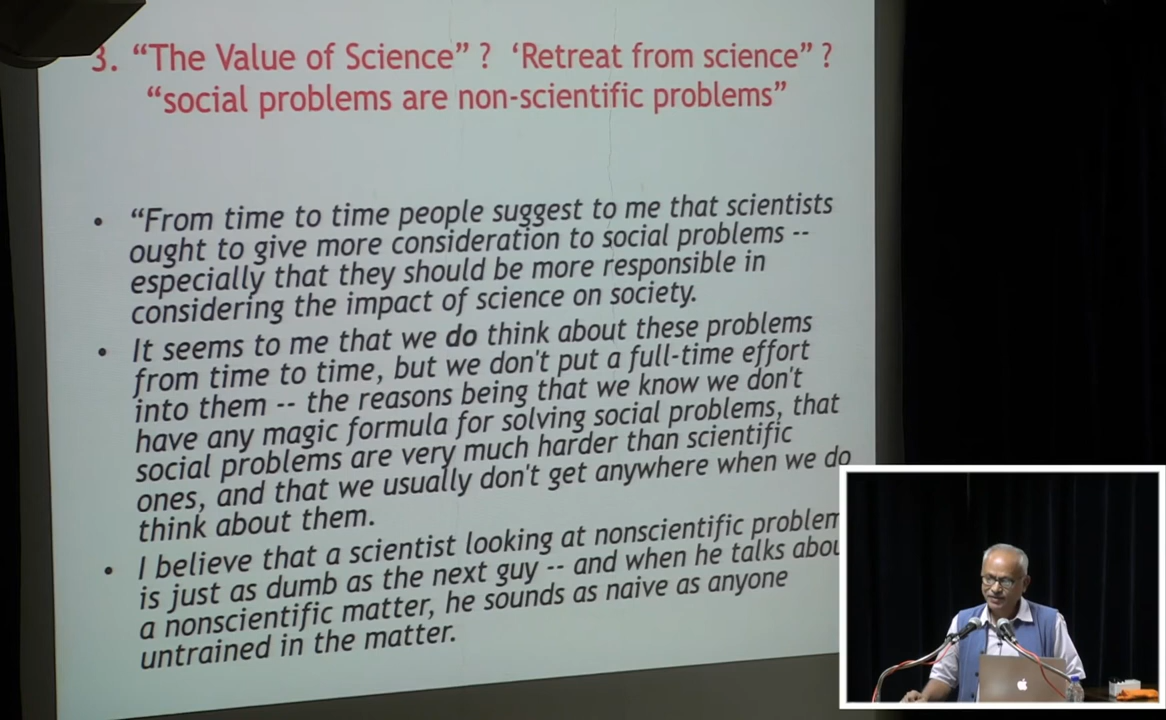 3. “The Value of Science” ? ‘Retreat from science” ?
“social problems are non-scientific problems”
• “From time to time people suggest to me that scientists
ought to give more consideration to social problems --
especially that they should be more responsible in
considering the impact of science on society.
• It seems to me that we do think about these problems
from time to time, but we don't put a full-time effort
into them -- the reasons being that we know we don't
have any magic formula for solving social problems, that
social problems are very much harder than scientific
ones, and that we usually don't get anywhere when we do
think about them.
• I believe that a scientist looking at nonscientific problem
is just as dumb as the next guy -- and when he talks abou
a nonscientific matter, he sounds as naive as anyone
untrained in the matter.